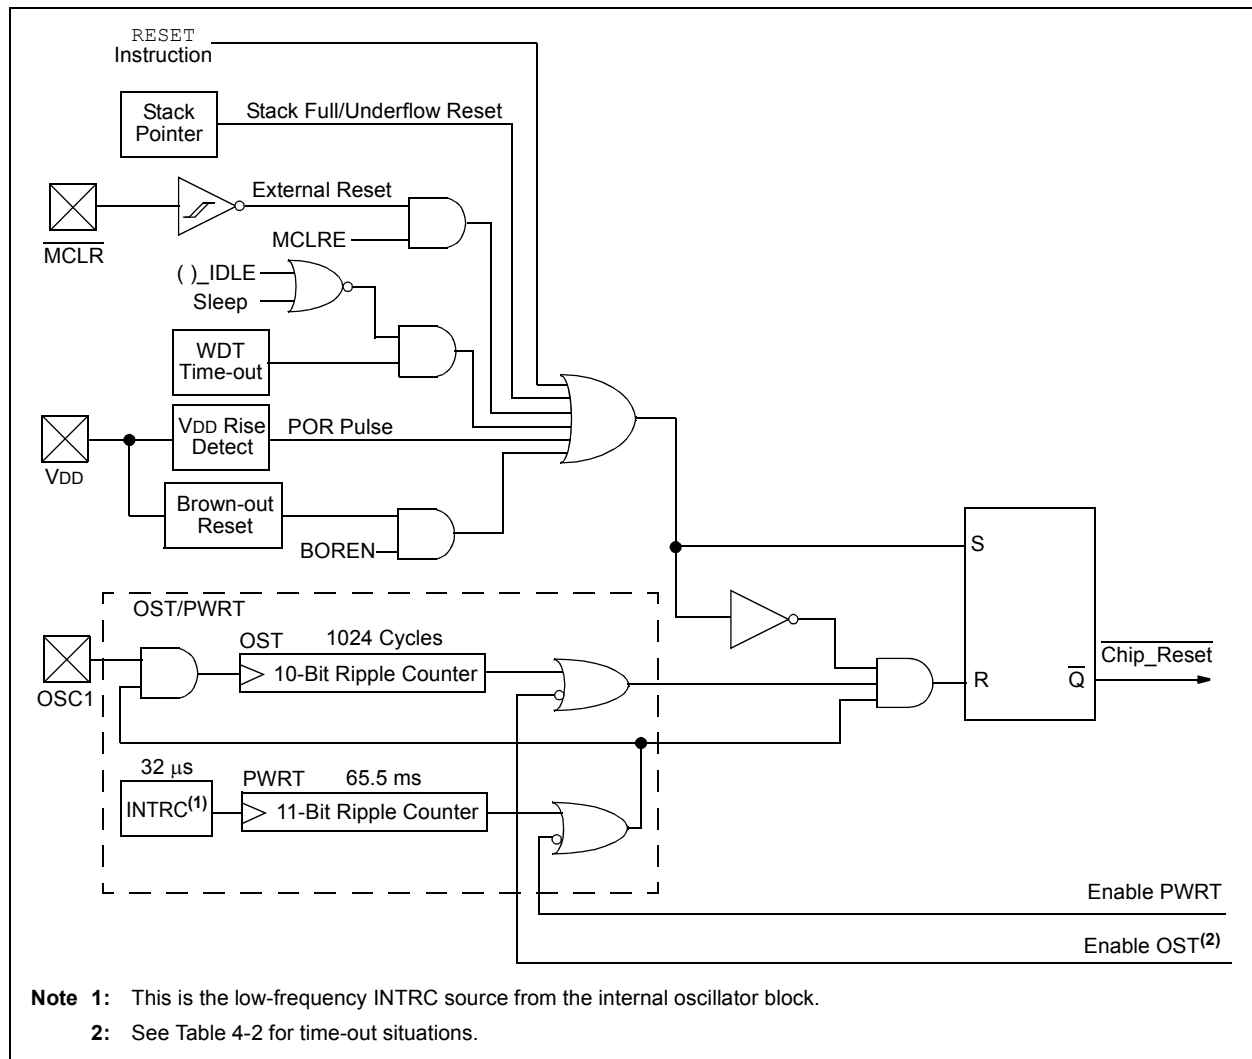 RESET
Instruction
Stack
Pointer
Stack Full/Underflow Reset
External Reset
MCLR
MCLRE
( )_IDLE
Sleep
WDT
Time-out
VDD
VDD Rise
Detect
POR Pulse
Brown-out
Reset
BOREN
S
OST/PWRT
OST
1024 Cycles
10-Bit Ripple Counter
OSC1
R
Q
Chip_Reset
32 μs
INTRC(1)
PWRT
65.5 ms
11-Bit Ripple Counter
Enable PWRT
Enable OST(2)
Note 1: This is the low-frequency INTRC source from the internal oscillator block.
2: See Table 4-2 for time-out situations.